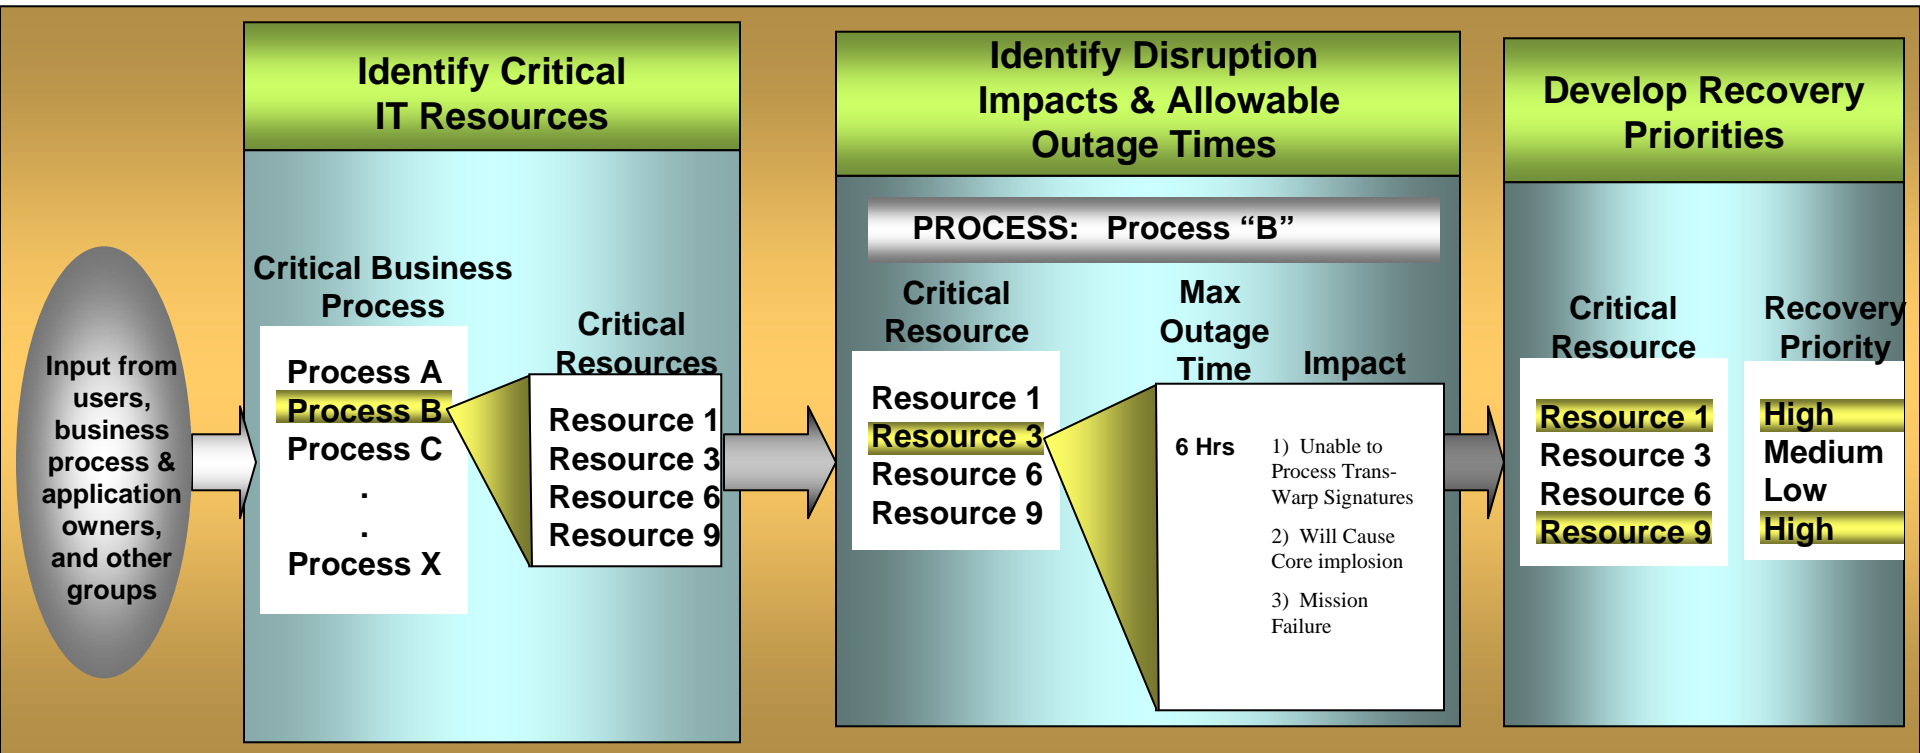 Identify Critical
IT Resources
Identify Disruption
Impacts & Allowable
Outage Times
Develop Recovery
Priorities
Input from
users,
business
process &
application
owners,
and other
groups
Critical Business
Process
Process A
Process B
Process C
.
.
Process X
Critical
Resources
Resource 1
Resource 3
Resource 6
Resource 9
PROCESS: Process “B”
Critical
Resource
Resource 1
Resource 3
Resource 6
Resource 9
Max
Outage
Time
6 Hrs
Impact
1) Unable to
Process Trans-
Warp Signatures
2) Will Cause
Core implosion
3) Mission
Failure
Critical
Resource
Resource 1
Resource 3
Resource 6
Resource 9
Recovery
Priority
High
Medium
Low
High